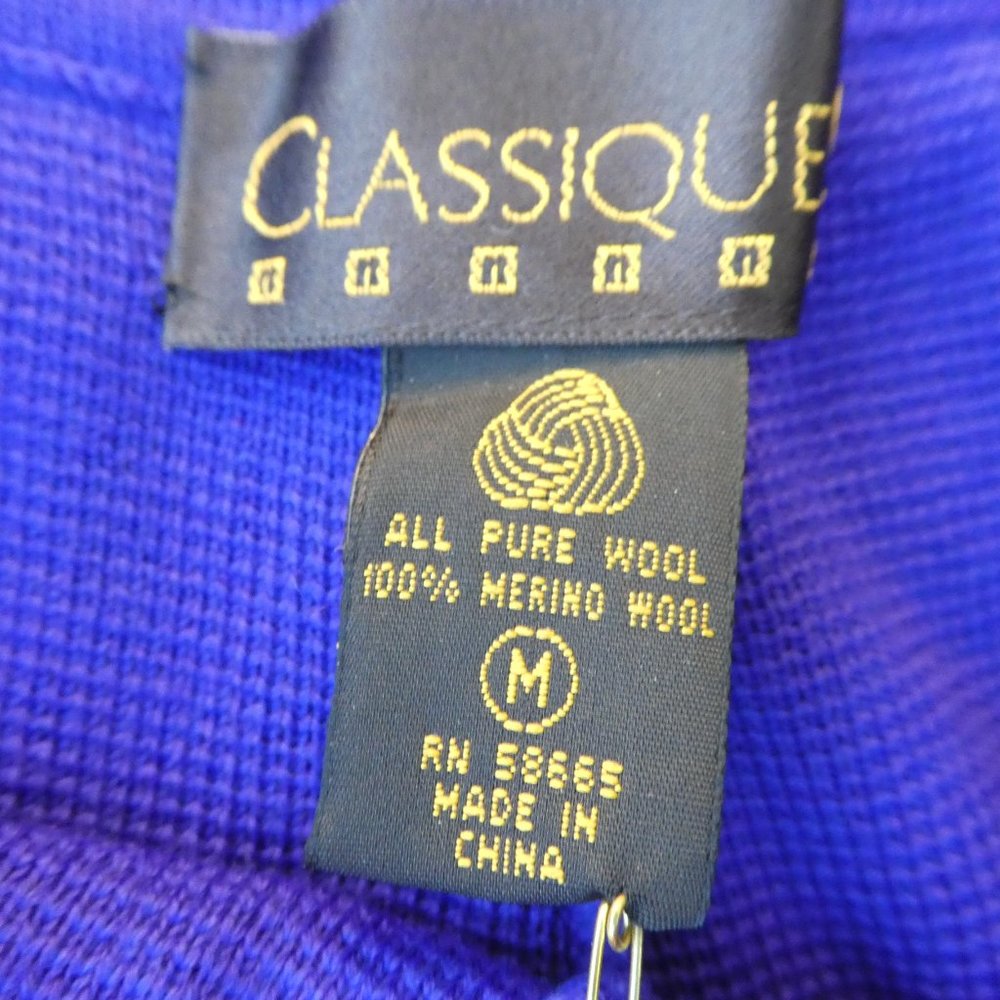 CLASSIQUE
ALL PURE WOOL
100% MERINO WOOL
M
RN 58665
MADE IN
CHINA